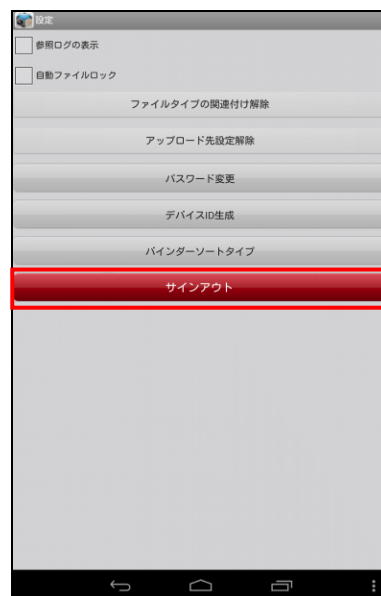 設定
参照ログの表示
自動ファイルロック
ファイルタイプの関連付け解除
アップロード先設定解除
パスワード変更
デバイスID生成
バインダーソートタイプ
サインアウト